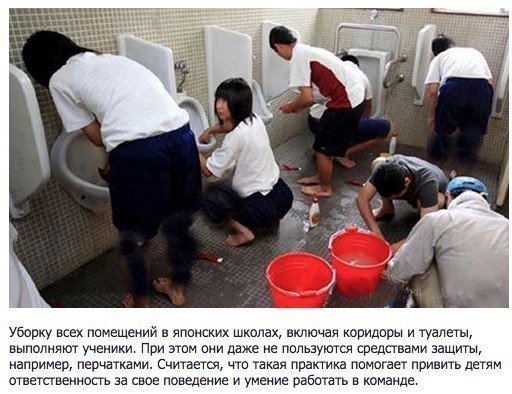 Уборку всех помещений в японских школах, включая коридоры и туалеты,
выполняют ученики. При этом они даже не пользуются средствами защиты,
например, перчатками. Считается, что такая практика помогает привить детям
ответственность за свое поведение и умение работать в команде.